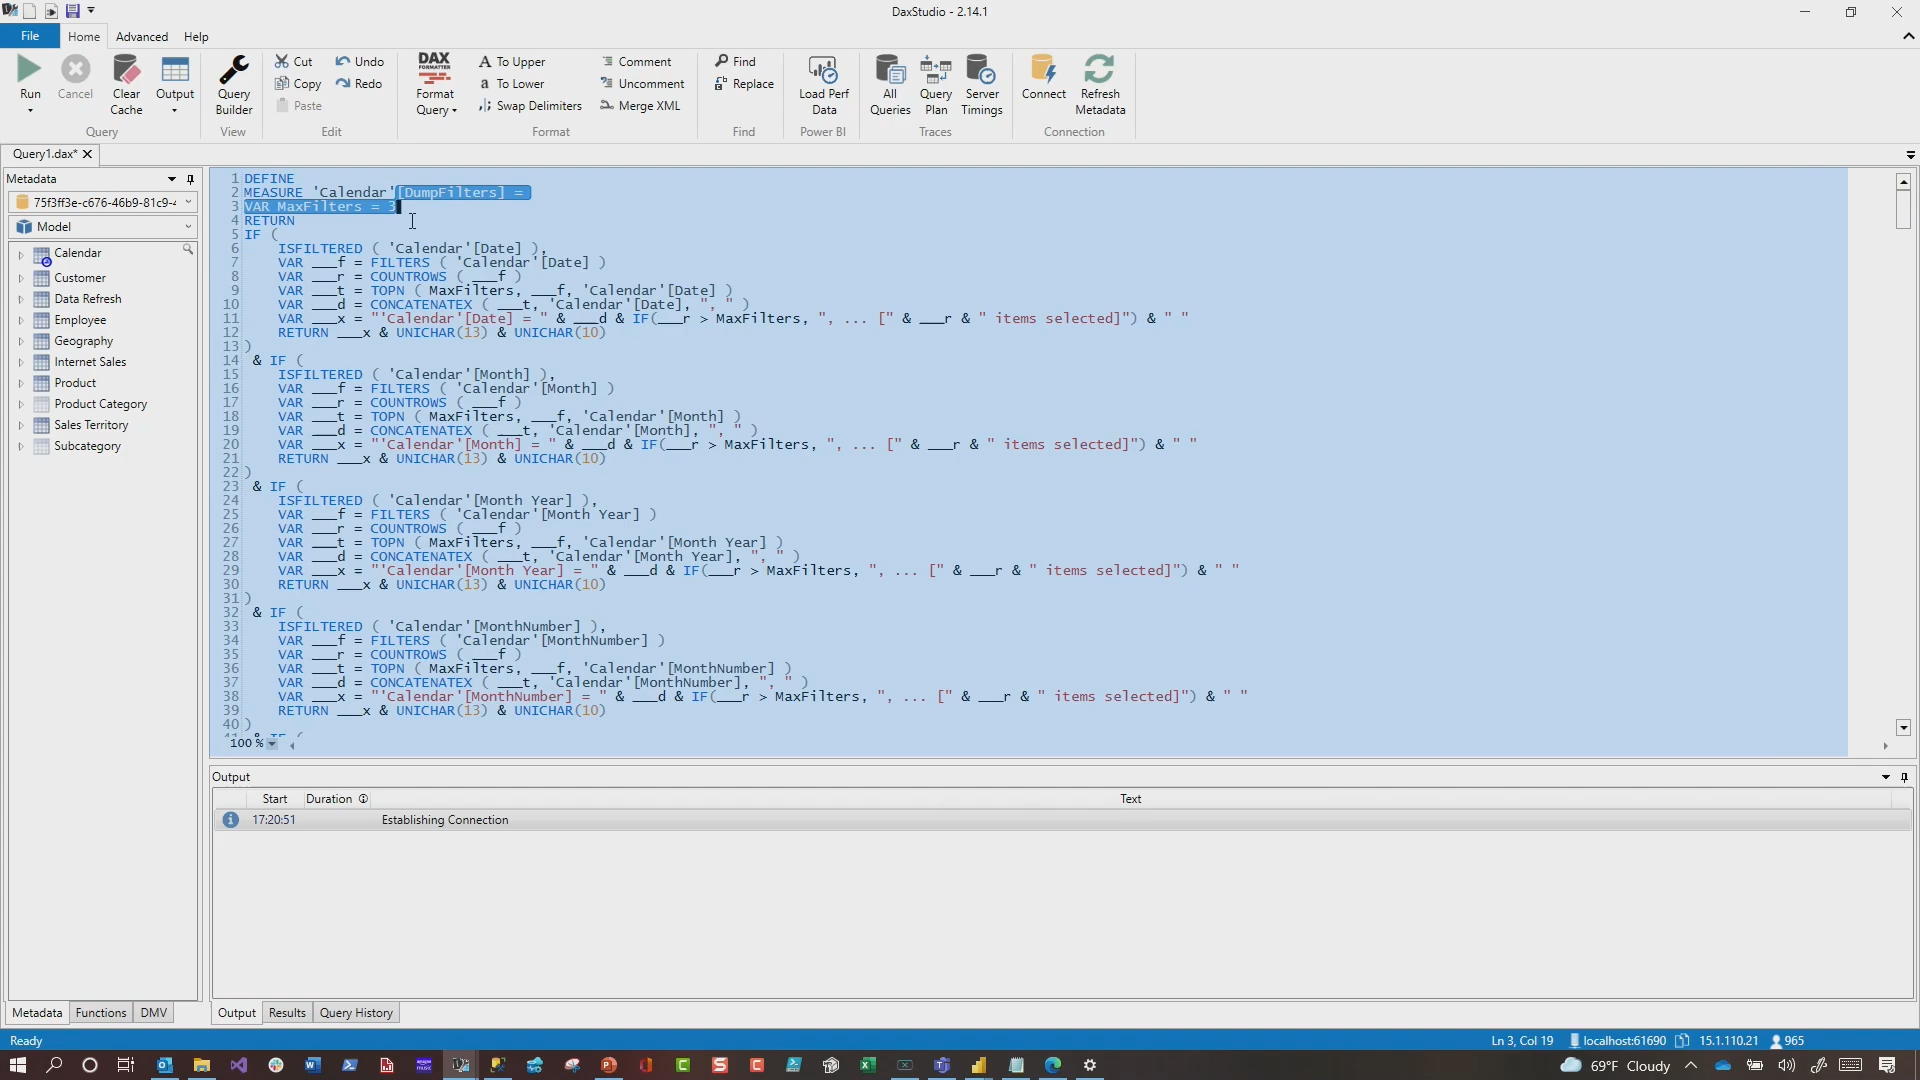 DaxStudio - 2.14.1
File
Home
Advanced
Help
Run
Cancel
Clear Cache
Output
Query
Query Builder
View
Cut
Copy
Paste
Undo
Redo
Edit
DAX
FORMATTER
Format Query
To Upper
a To Lower
Swap Delimiters
Comment
Uncomment
Merge XML
Format
Find
Replace
Find
Load Perf Data
Power BI
All Queries
Query Plan
Server Timings
Traces
Connect
Refresh Metadata
Connection
Query1.dax*
Metadata
75f3ff3e-c676-46b9-81c9-4
Model
Calendar
Customer
Data Refresh
Employee
Geography
Internet Sales
Product
Product Category
Sales Territory
Subcategory
1 DEFINE
2 MEASURE 'Calendar'[DumpFilters] =
3 VAR MaxFilters = 3
4 RETURN
5 IF (
6 ISFILTERED ( 'Calendar'[Date] ),
7 VAR ___f = FILTERS ( 'Calendar'[Date] )
8 VAR ___r = COUNTROWS ( ___f )
9 VAR ___t = TOPN ( MaxFilters, ___f, 'Calendar'[Date] )
10 VAR ___d = CONCATENATEX ( ___t, 'Calendar'[Date], ", " )
11 VAR ___x = "'Calendar'[Date] = " & ___d & IF(___r > MaxFilters, ", ... [" & ___r & " items selected]") & " "
12 RETURN ___x & UNICHAR(13) & UNICHAR(10)
13 )
14 & IF (
15 ISFILTERED ( 'Calendar'[Month] ),
16 VAR ___f = FILTERS ( 'Calendar'[Month] )
17 VAR ___r = COUNTROWS ( ___f )
18 VAR ___t = TOPN ( MaxFilters, ___f, 'Calendar'[Month] )
19 VAR ___d = CONCATENATEX ( ___t, 'Calendar'[Month], ", " )
20 VAR ___x = "'Calendar'[Month] = " & ___d & IF(___r > MaxFilters, ", ... [" & ___r & " items selected]") & " "
21 RETURN ___x & UNICHAR(13) & UNICHAR(10)
22 )
23 & IF (
24 ISFILTERED ( 'Calendar'[Month Year] ),
25 VAR ___f = FILTERS ( 'Calendar'[Month Year] )
26 VAR ___r = COUNTROWS ( ___f )
27 VAR ___t = TOPN ( MaxFilters, ___f, 'Calendar'[Month Year] )
28 VAR ___d = CONCATENATEX ( ___t, 'Calendar'[Month Year], ", " )
29 VAR ___x = "'Calendar'[Month Year] = " & ___d & IF(___r > MaxFilters, ", ... [" & ___r & " items selected]") & " "
30 RETURN ___x & UNICHAR(13) & UNICHAR(10)
31 )
32 & IF (
33 ISFILTERED ( 'Calendar'[MonthNumber] ),
34 VAR ___f = FILTERS ( 'Calendar'[MonthNumber] )
35 VAR ___r = COUNTROWS ( ___f )
36 VAR ___t = TOPN ( MaxFilters, ___f, 'Calendar'[MonthNumber] )
37 VAR ___d = CONCATENATEX ( ___t, 'Calendar'[MonthNumber], ", " )
38 VAR ___x = "'Calendar'[MonthNumber] = " & ___d & IF(___r > MaxFilters, ", ... [" & ___r & " items selected]") & " "
39 RETURN ___x & UNICHAR(13) & UNICHAR(10)
40 )
41 & IF (
100 %
Output
Start Duration Text
17:20:51 Establishing Connection
Metadata Functions DMV
Output Results Query History
Ready
Ln 3, Col 19 localhost:61690 15.1.110.21 965
69°F Cloudy